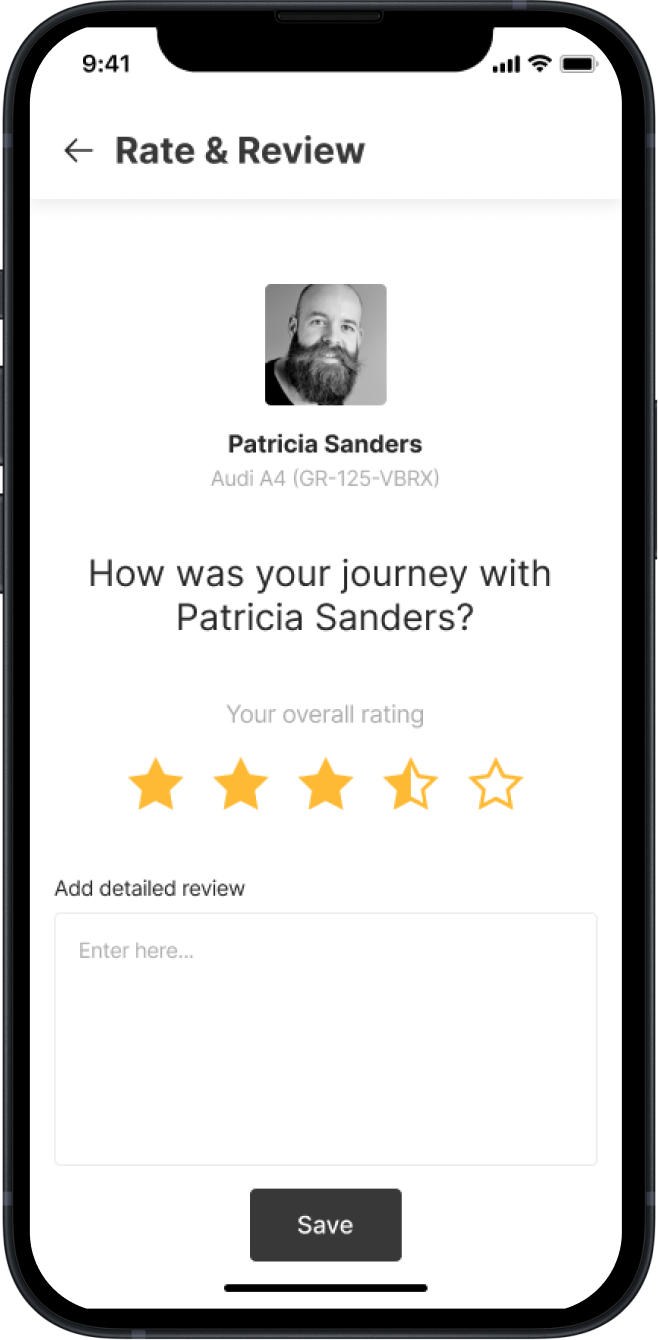 9:41
Rate & Review
Patricia Sanders
Audi A4 (GR-125-VBRX)
How was your journey with
Patricia Sanders?
Your overall rating
Add detailed review
Enter here...
Save